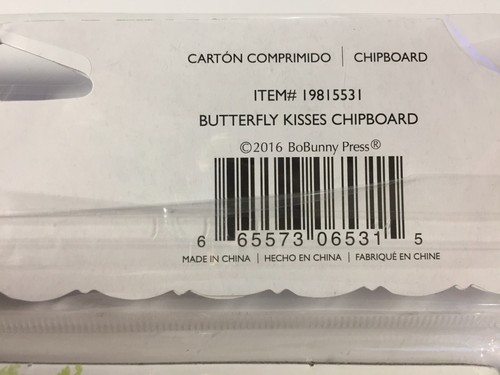 CARTÓN COMPRIMIDO | CHIPBOARD
ITEM# 19815531
BUTTERFLY KISSES CHIPBOARD
©2016 BoBunny Press®
6 65573 06531 5
MADE IN CHINA | HECHO EN CHINA | FABRIQUÉ EN CHINE